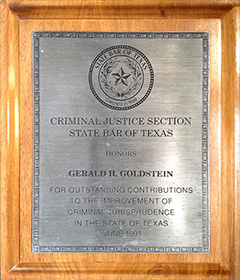 STATE BAR OF TEXAS
CRIMINAL JUSTICE SECTION
STATE BAR OF TEXAS
HONORS
GERALD H. GOLDSTEIN
FOR OUTSTANDING CONTRIBUTIONS
TO THE IMPROVEMENT OF
CRIMINAL JURISPRUDENCE
IN THE STATE OF TEXAS
JUNE 1991